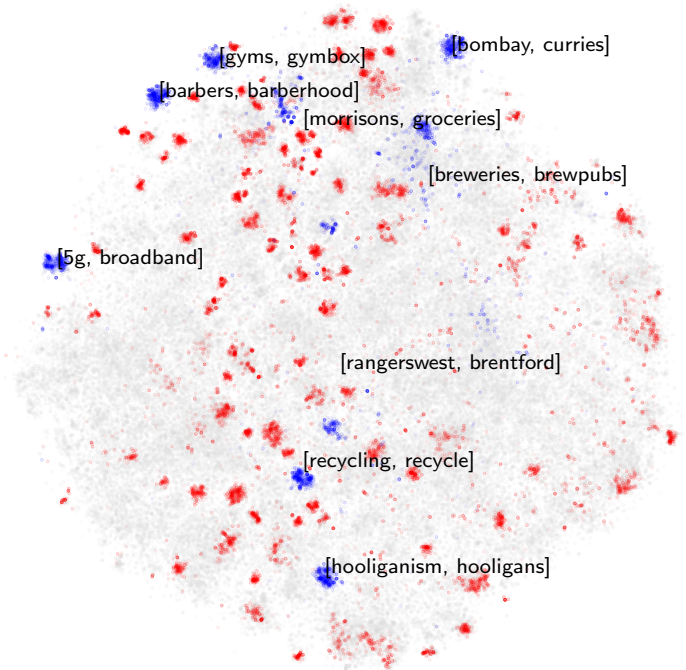 [bombay, curries]
[gyms, gymbox]
[barbers, barberhood]
[morrisons, groceries]
[breweries, brewpubs]
[5g, broadband]
[rangerswest, brentford]
[recycling, recycle]
[hooliganism, hooligans]